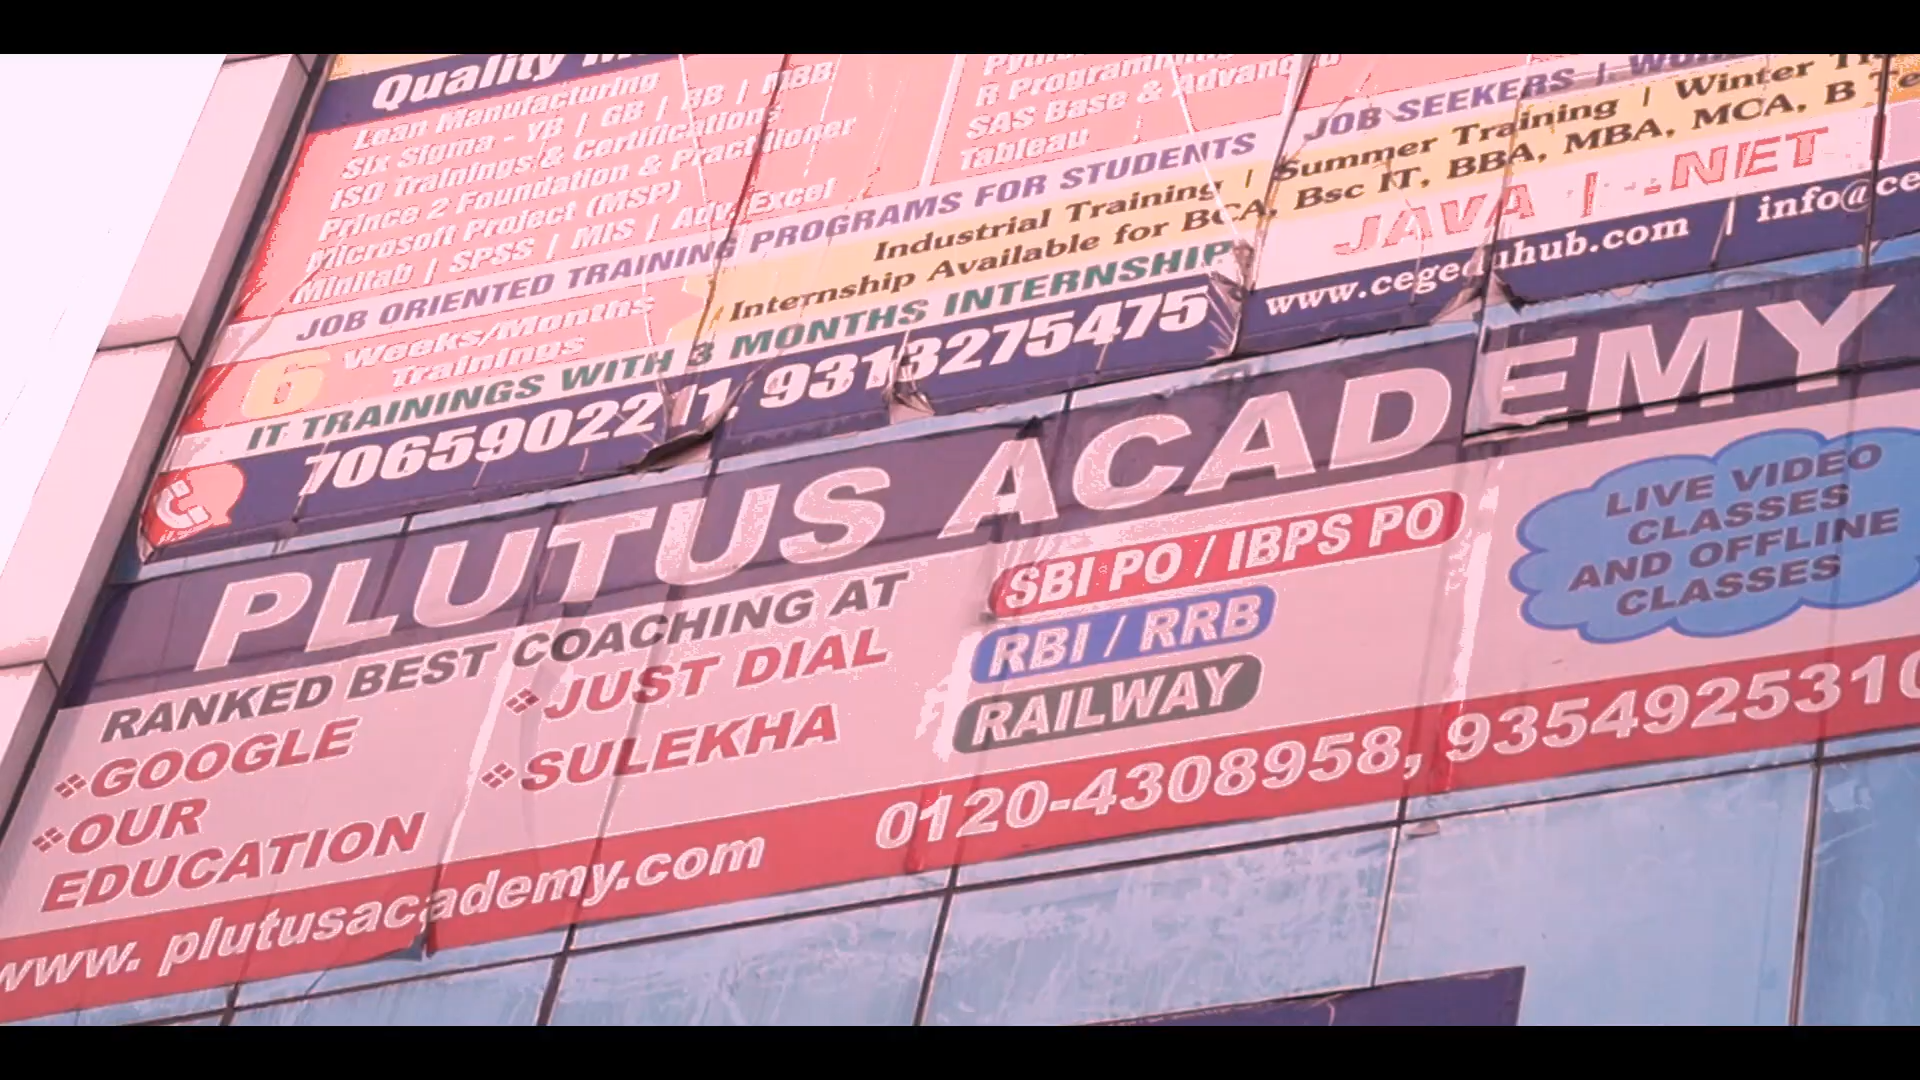 Quality
Lean Manufacturing
Six Sigma - YB | GB | BB | MBB
ISO Trainings & Certifications
Prince 2 Foundation & Practitioner
Microsoft Project (MSP)
Minitab | SPSS | MIS | Adv. Excel
R Programming
SAS Base & Advanced
Tableau
JOB ORIENTED TRAINING PROGRAMS FOR STUDENTS | JOB SEEKERS |
6 Weeks/Months
Trainings
Industrial Training | Summer Training | Winter
Internship Available for BCA, Bsc IT, BBA, MBA, MCA, B
IT TRAININGS WITH 3 MONTHS INTERNSHIP
JAVA | .NET
7065902211, 9313275475
www.cegeduhub.com | info@ce
PLUTUS ACADEMY
RANKED BEST COACHING AT
❖GOOGLE
❖JUST DIAL
❖OUR
EDUCATION
❖SULEKHA
SBI PO / IBPS PO
RBI / RRB
RAILWAY
LIVE VIDEO
CLASSES
AND OFFLINE
CLASSES
www. plutusacademy.com
0120-4308958, 9354925310